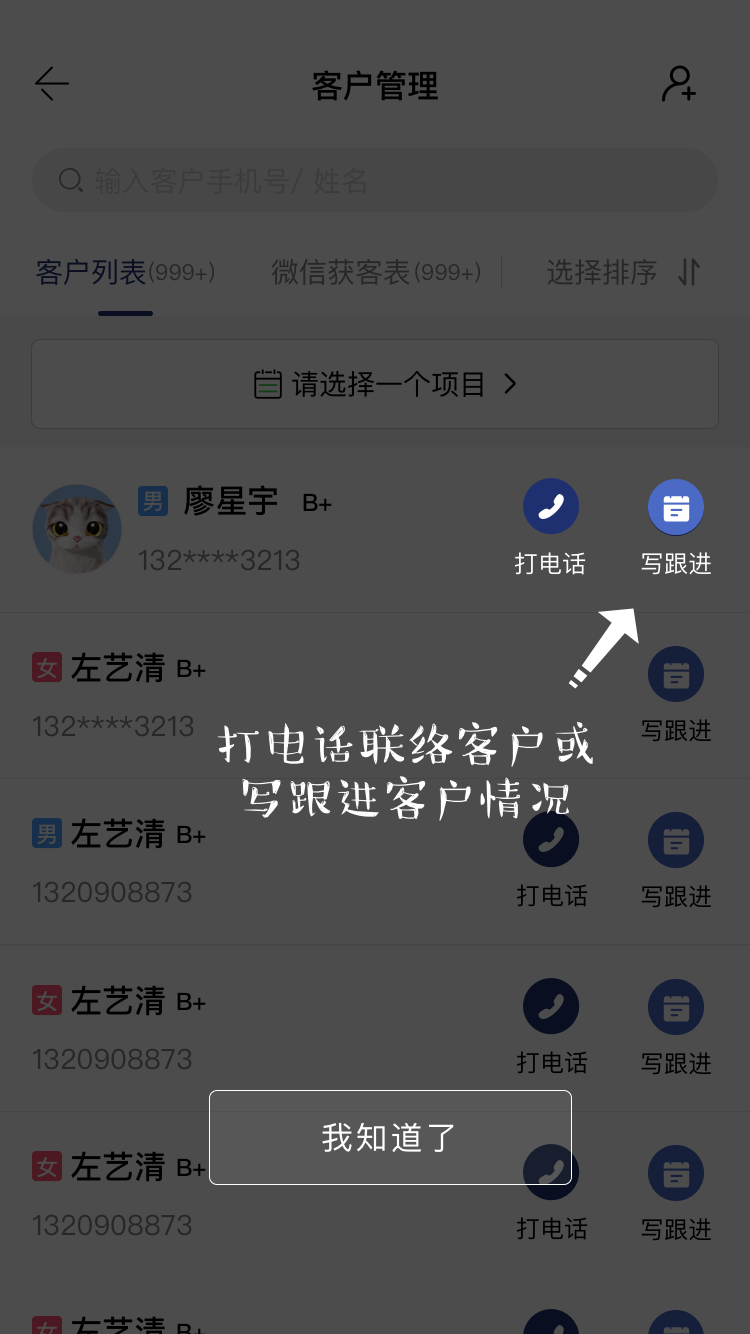 客户管理
输入客户手机号/ 姓名
客户列表(999+) 微信获客表(999+) 选择排序
请选择一个项目
男 廖星宇 B+
132****3213
打电话 写跟进
女 左艺清 B+
132****3213
写跟进
打电话联络客户或
写跟进客户情况
男 左艺清 B+
1320908873
打电话 写跟进
女 左艺清 B+
1320908873
打电话 写跟进
我知道了
女 左艺清 B+
1320908873
打电话 写跟进
女 左艺清 B+